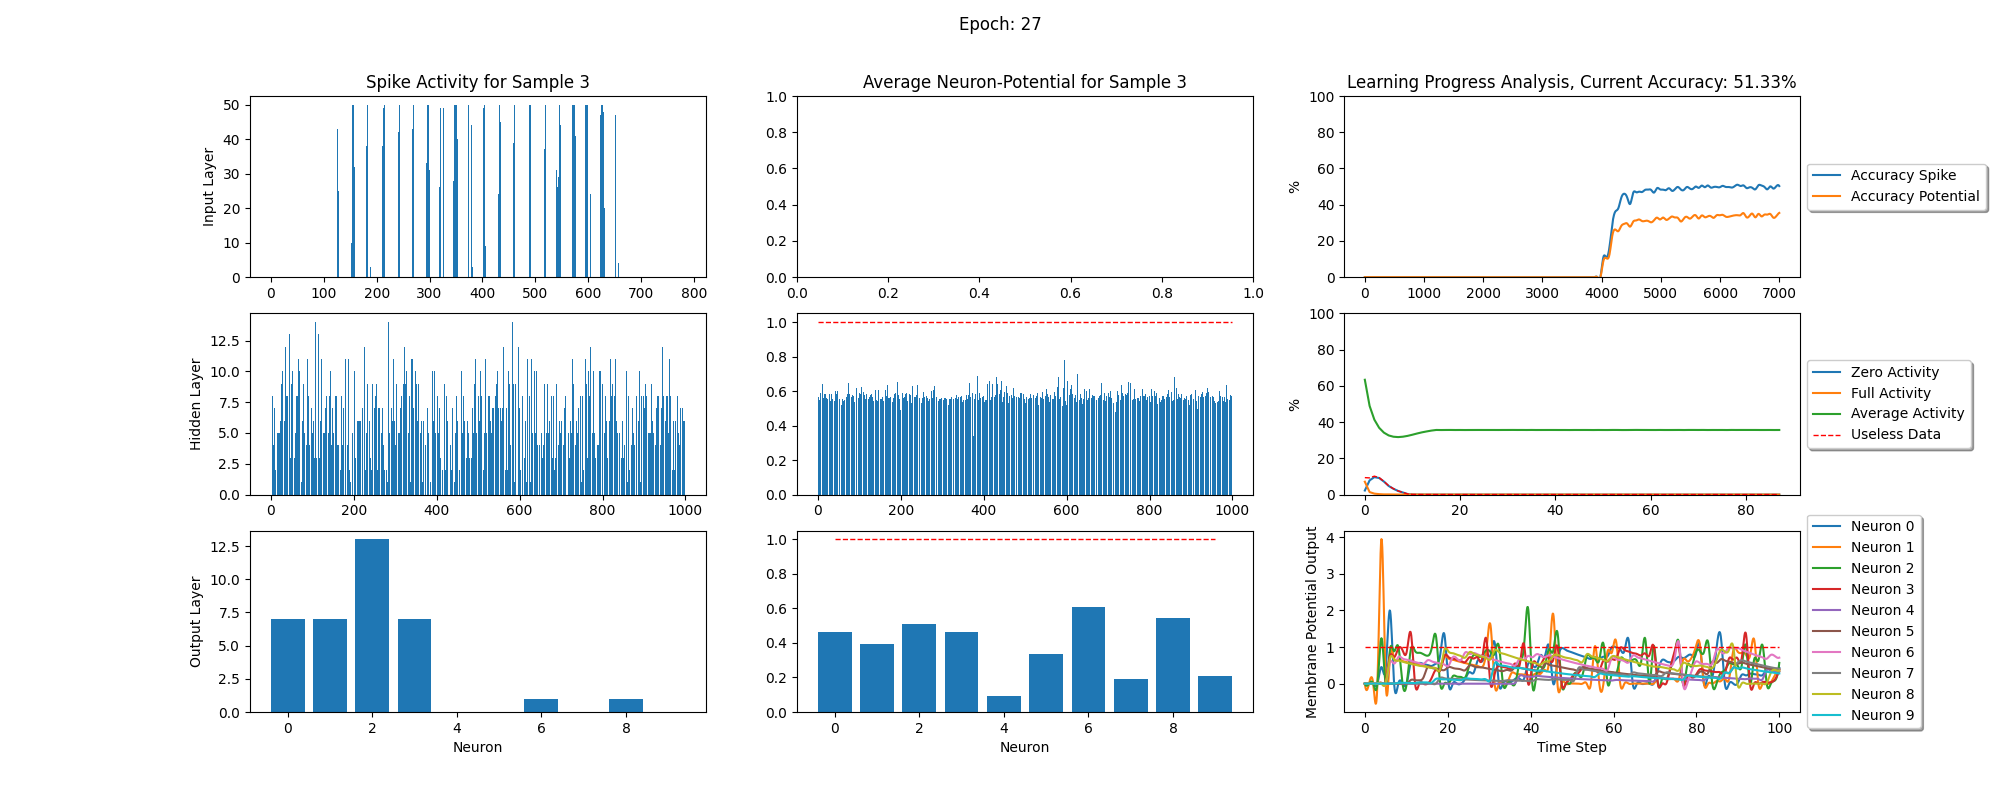 Epoch: 27
Spike Activity for Sample 3
Average Neuron-Potential for Sample 3
Learning Progress Analysis, Current Accuracy: 51.33%
Input Layer
50
40
30
20
10
0
0 100 200 300 400 500 600 700 800
1.0
0.8
0.6
0.4
0.2
0.0
0.0 0.2 0.4 0.6 0.8 1.0
%
100
80
60
40
20
0
0 1000 2000 3000 4000 5000 6000 7000
Accuracy Spike
Accuracy Potential
Hidden Layer
12.5
10.0
7.5
5.0
2.5
0.0
0 200 400 600 800 1000
1.0
0.8
0.6
0.4
0.2
0.0
0 200 400 600 800 1000
%
100
80
60
40
20
0
0 20 40 60 80
Zero Activity
Full Activity
Average Activity
Useless Data
Output Layer
12.5
10.0
7.5
5.0
2.5
0.0
0 2 4 6 8
Neuron
1.0
0.8
0.6
0.4
0.2
0.0
0 2 4 6 8
Neuron
Membrane Potential Output
4
3
2
1
0
0 20 40 60 80 100
Time Step
Neuron 0
Neuron 1
Neuron 2
Neuron 3
Neuron 4
Neuron 5
Neuron 6
Neuron 7
Neuron 8
Neuron 9